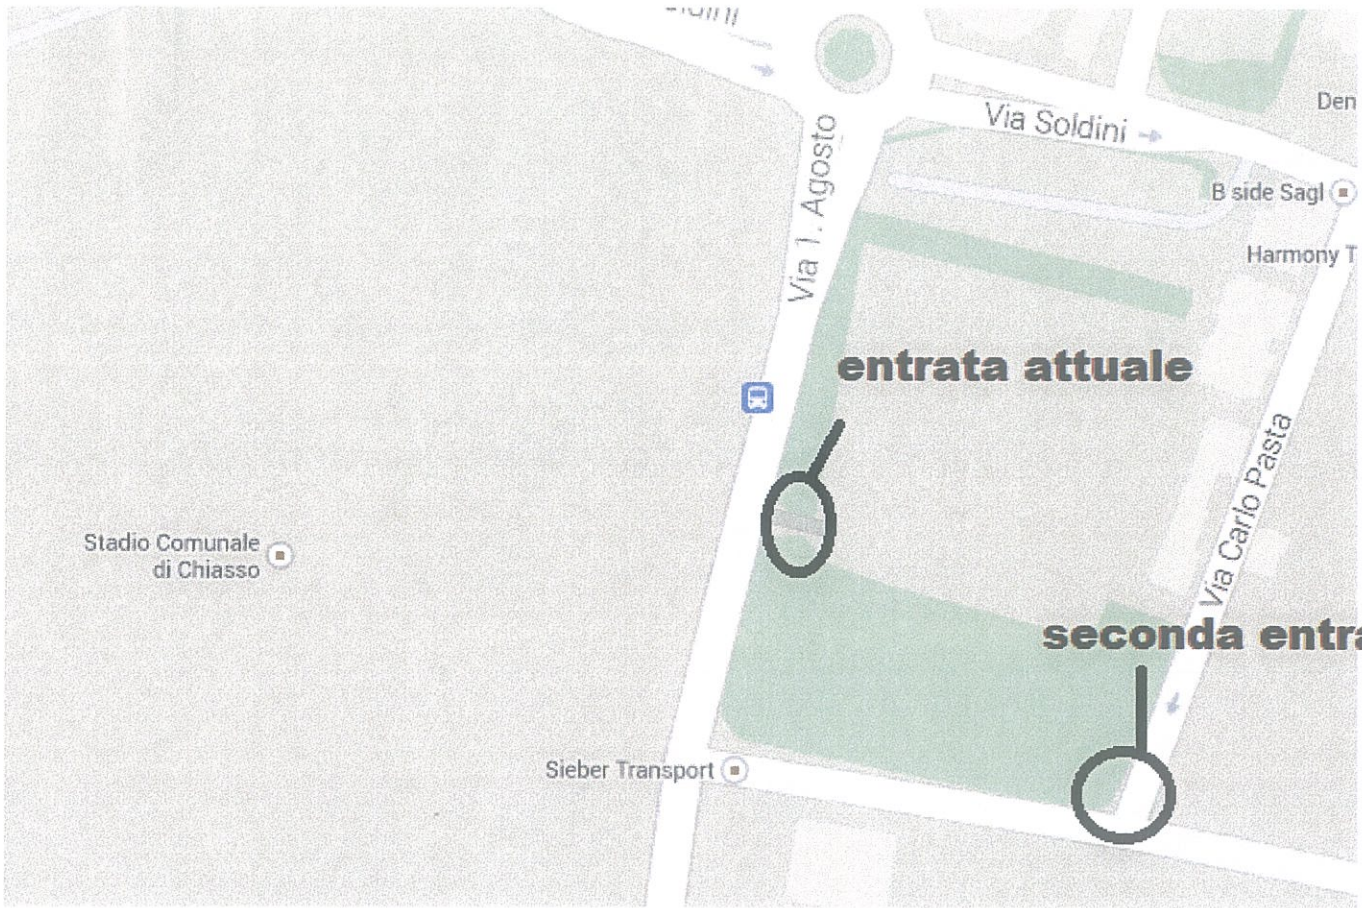 Via Soldini
Den
Via 1. Agosto
B side Sagl
Harmony T
entrata attuale
Via Carlo Pasta
Stadio Comunale
di Chiasso
seconda entra
Sieber Transport